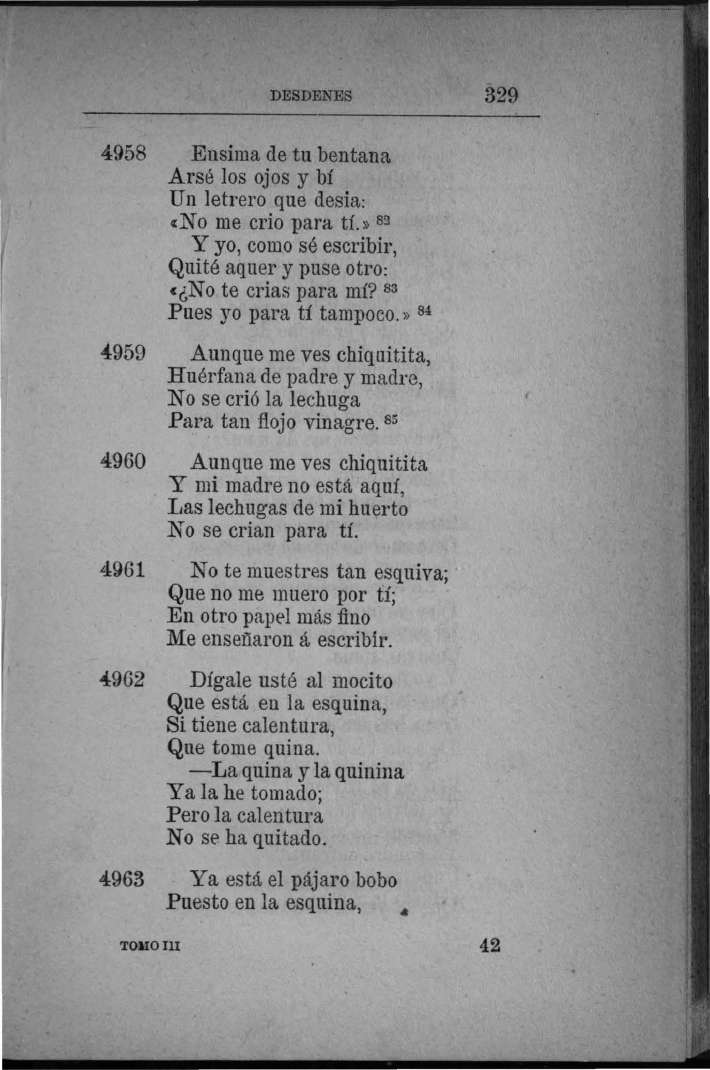 DESDENES 329
4958 Ensima de tu bentana
Arsé los ojos y bí
Un letrero que desia:
«No me crio para tí.» 82
Y yo, como sé escribir,
Quité aquer y puse otro:
«¿No te crias para mí? 83
Pues yo para tí tampoco.» 84
4959 Aunque me ves chiquitita,
Huérfana de padre y madre,
No se crió la lechuga
Para tan flojo vinagre. 85
4960 Aunque me ves chiquitita
Y mi madre no está aquí,
Las lechugas de mi huerto
No se crian para tí.
4961 No te muestres tan esquiva;
Que no me muero por tí;
En otro papel más fino
Me enseñaron á escribir.
4962 Dígale usté al mocito
Que está en la esquina,
Si tiene calentura,
Que tome quina.
—La quina y la quinina
Ya la he tomado;
Pero la calentura
No se ha quitado.
4963 Ya está el pájaro bobo
Puesto en la esquina,
TOMO III 42